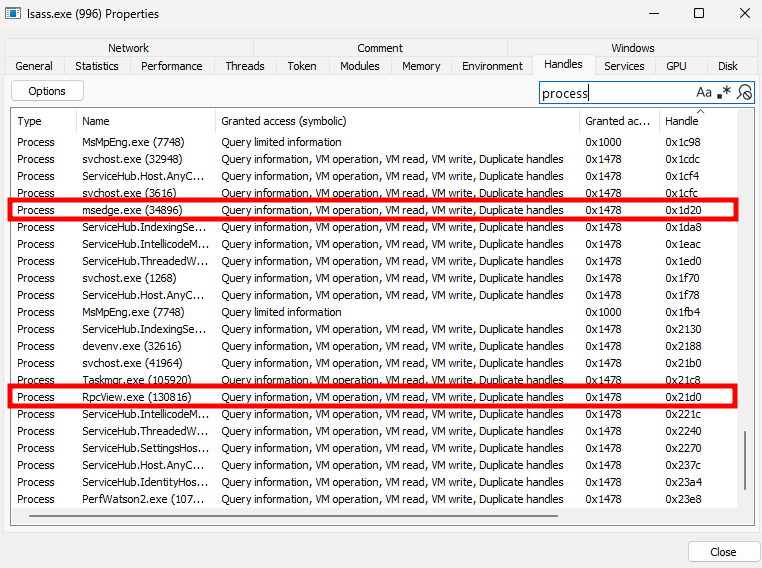 lsass.exe (996) Properties
Network Comment Windows
General Statistics Performance Threads Token Modules Memory Environment Handles Services GPU Disk
Options process Aa .*
Type Name Granted access (symbolic) Granted ac... Handle
Process MsMpEng.exe (7748) Query limited information 0x1000 0x1c98
Process svchost.exe (32948) Query information, VM operation, VM read, VM write, Duplicate handles 0x1478 0x1cdc
Process ServiceHub.Host.AnyC... Query information, VM operation, VM read, VM write, Duplicate handles 0x1478 0x1cf4
Process svchost.exe (3616) Query information, VM operation, VM read, VM write, Duplicate handles 0x1478 0x1cfc
Process msedge.exe (34896) Query information, VM operation, VM read, VM write, Duplicate handles 0x1478 0x1d20
Process ServiceHub.IndexingSe... Query information, VM operation, VM read, VM write, Duplicate handles 0x1478 0x1da8
Process ServiceHub.IntellicodeM... Query information, VM operation, VM read, VM write, Duplicate handles 0x1478 0x1eac
Process ServiceHub.ThreadedW... Query information, VM operation, VM read, VM write, Duplicate handles 0x1478 0x1ed0
Process svchost.exe (1268) Query information, VM operation, VM read, VM write, Duplicate handles 0x1478 0x1f70
Process ServiceHub.Host.AnyC... Query information, VM operation, VM read, VM write, Duplicate handles 0x1478 0x1f78
Process MsMpEng.exe (7748) Query limited information 0x1000 0x1fb4
Process ServiceHub.IndexingSe... Query information, VM operation, VM read, VM write, Duplicate handles 0x1478 0x2130
Process devenv.exe (32616) Query information, VM operation, VM read, VM write, Duplicate handles 0x1478 0x2188
Process svchost.exe (41964) Query information, VM operation, VM read, VM write, Duplicate handles 0x1478 0x21b0
Process Taskmgr.exe (105920) Query information, VM operation, VM read, VM write, Duplicate handles 0x1478 0x21c8
Process RpcView.exe (130816) Query information, VM operation, VM read, VM write, Duplicate handles 0x1478 0x21d0
Process ServiceHub.IntellicodeM... Query information, VM operation, VM read, VM write, Duplicate handles 0x1478 0x221c
Process ServiceHub.ThreadedW... Query information, VM operation, VM read, VM write, Duplicate handles 0x1478 0x2240
Process ServiceHub.SettingsHos... Query information, VM operation, VM read, VM write, Duplicate handles 0x1478 0x2270
Process ServiceHub.Host.AnyC... Query information, VM operation, VM read, VM write, Duplicate handles 0x1478 0x237c
Process ServiceHub.IdentityHos... Query information, VM operation, VM read, VM write, Duplicate handles 0x1478 0x23a4
Process PerfWatson2.exe (107... Query information, VM operation, VM read, VM write, Duplicate handles 0x1478 0x23e8
Close